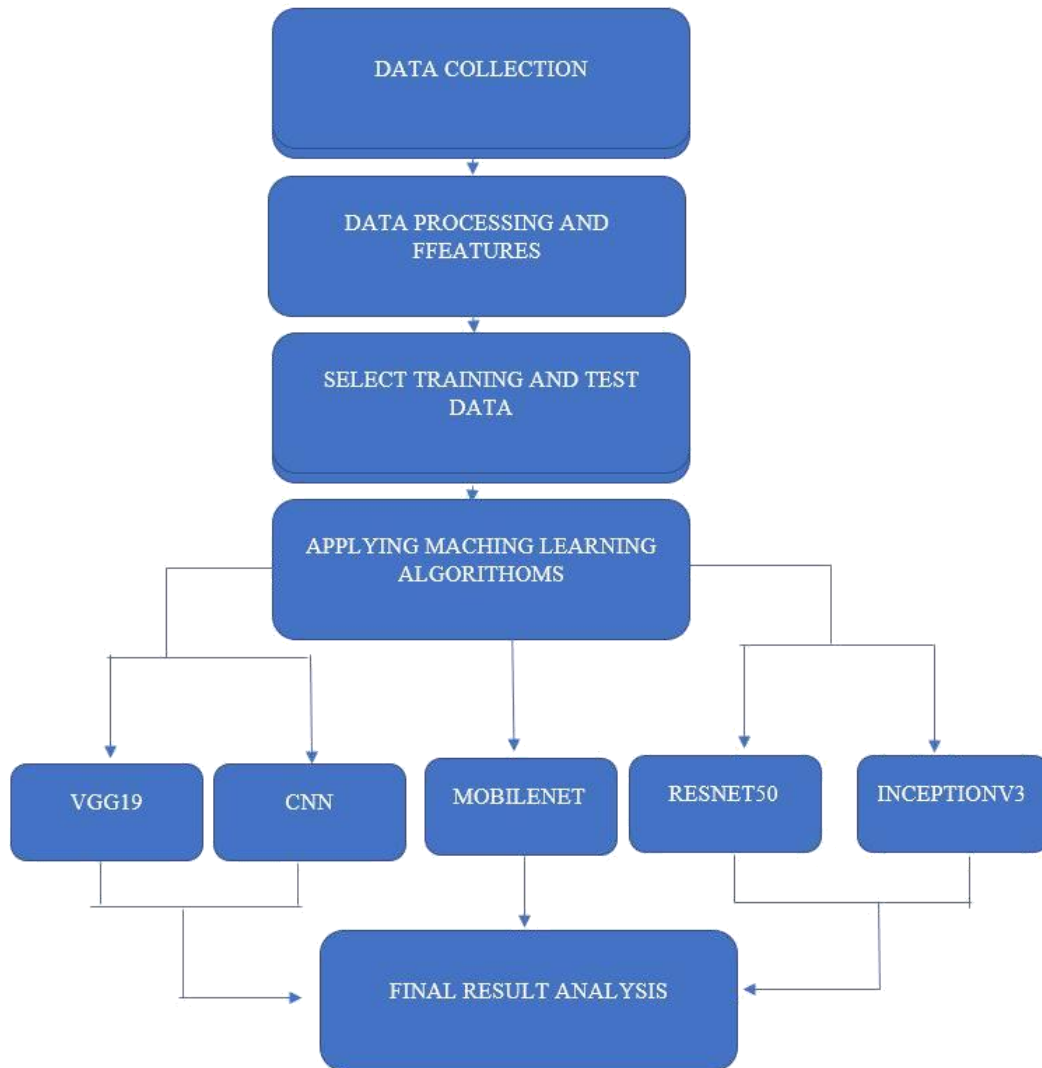 DATA COLLECTION
DATA PROCESSING AND
FFEATURES
SELECT TRAINING AND TEST
DATA
APPLYING MACHING LEARNING
ALGORITHOMS
VGG19
CNN
MOBILENET
RESNET50
INCEPTIONV3
FINAL RESULT ANALYSIS